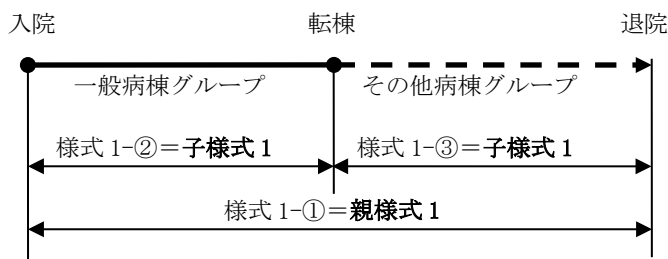 入院 転棟 退院
一般病棟グループ その他病棟グループ
様式 1-②＝子様式 1 様式 1-③＝子様式 1
様式 1-①＝親様式 1